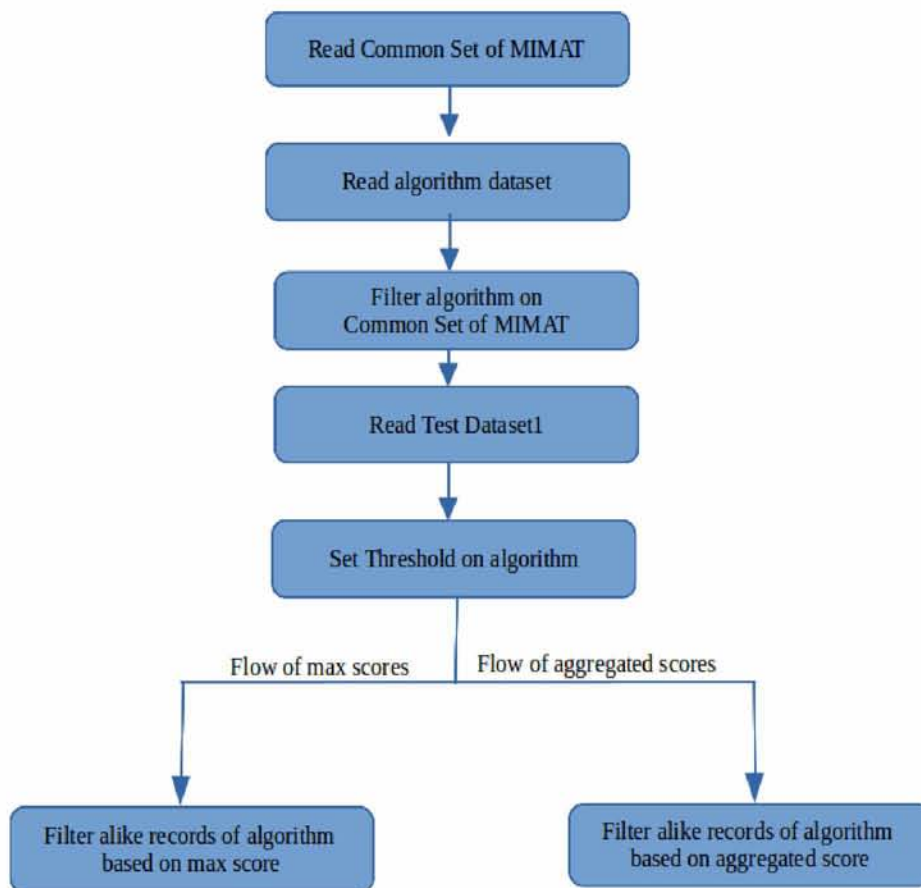 Read Common Set of MIMAT
Read algorithm dataset
Filter algorithm on
Common Set of MIMAT
Read Test Dataset1
Set Threshold on algorithm
Flow of max scores
Flow of aggregated scores
Filter alike records of algorithm
based on max score
Filter alike records of algorithm
based on aggregated score